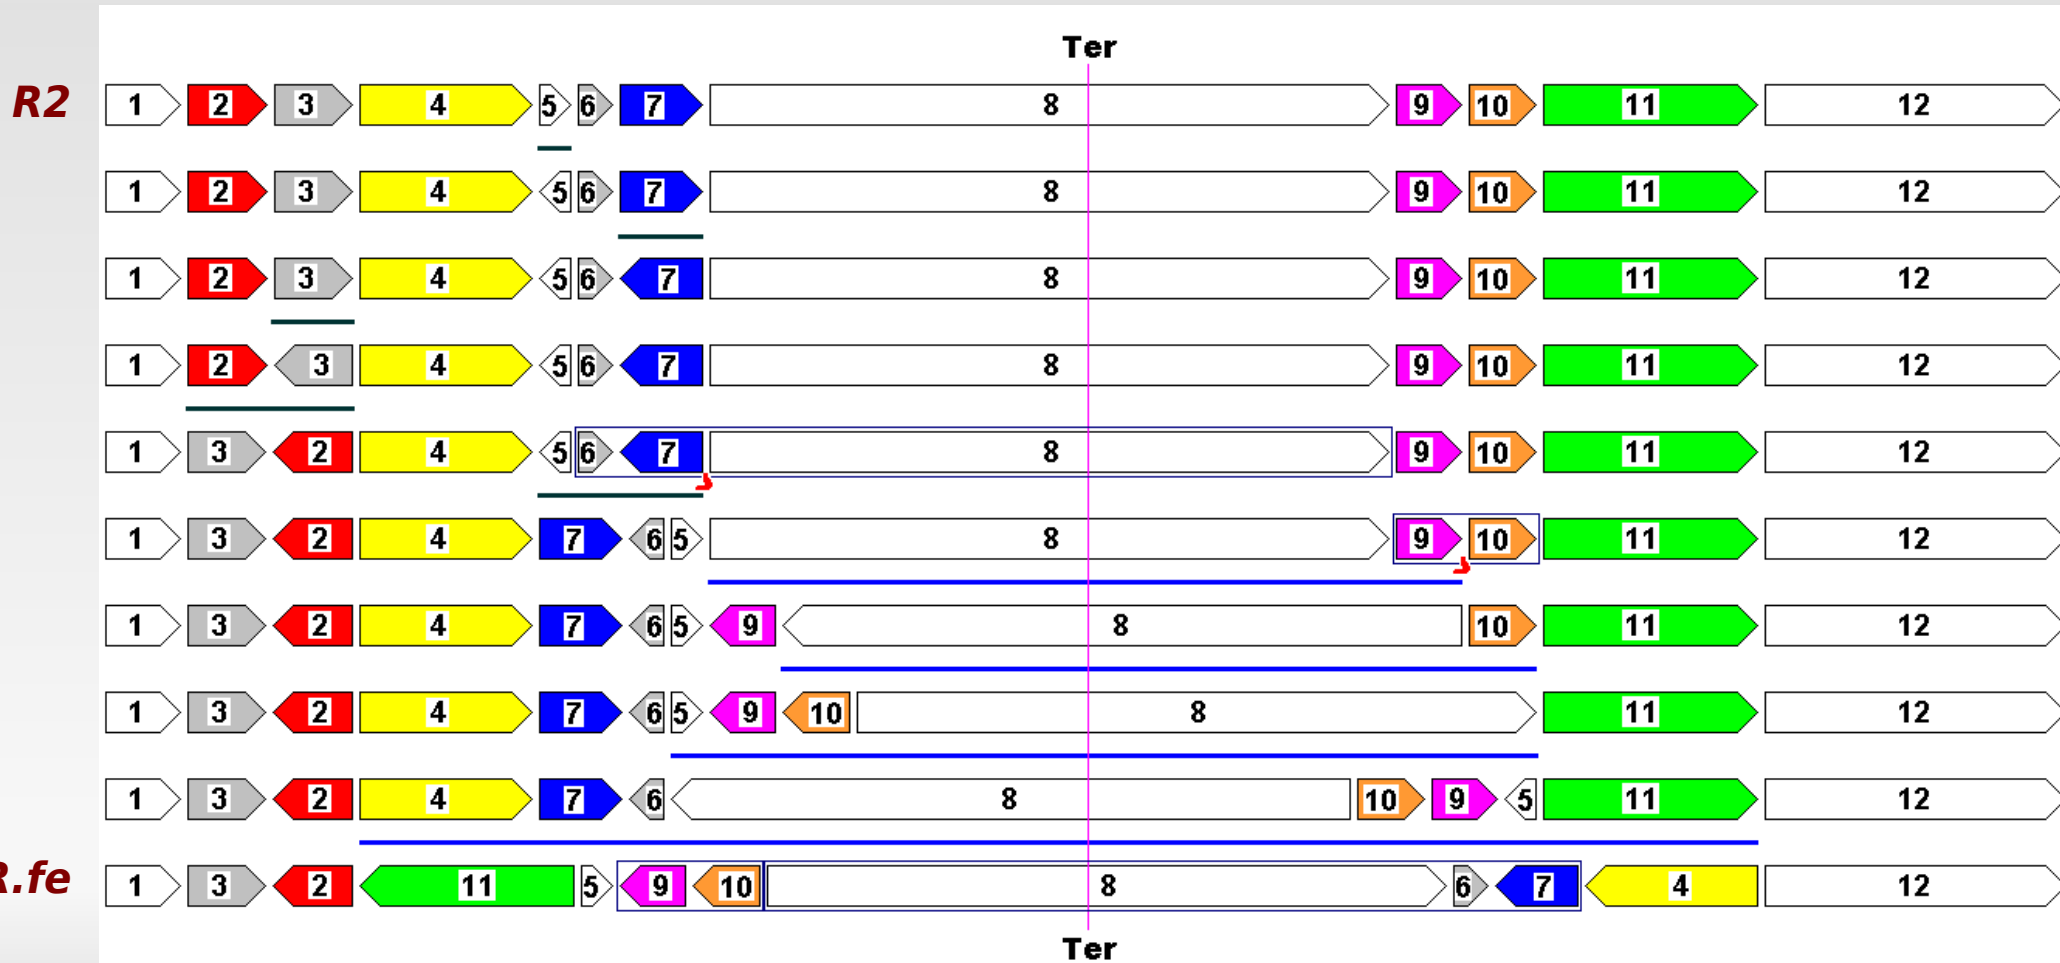 Ter
R2 1 2 3 4 5 6 7 8 9 10 11 12
1 2 3 4 5 6 7 8 9 10 11 12
1 2 3 4 5 6 7 8 9 10 11 12
1 2 3 4 5 6 7 8 9 10 11 12
1 3 2 4 5 6 7 8 9 10 11 12
1 3 2 4 7 6 5 8 9 10 11 12
1 3 2 4 7 6 5 9 8 10 11 12
1 3 2 4 7 6 5 9 10 8 11 12
1 3 2 4 7 6 8 10 9 5 11 12
R.fe 1 3 2 11 5 9 10 8 6 7 4 12
Ter